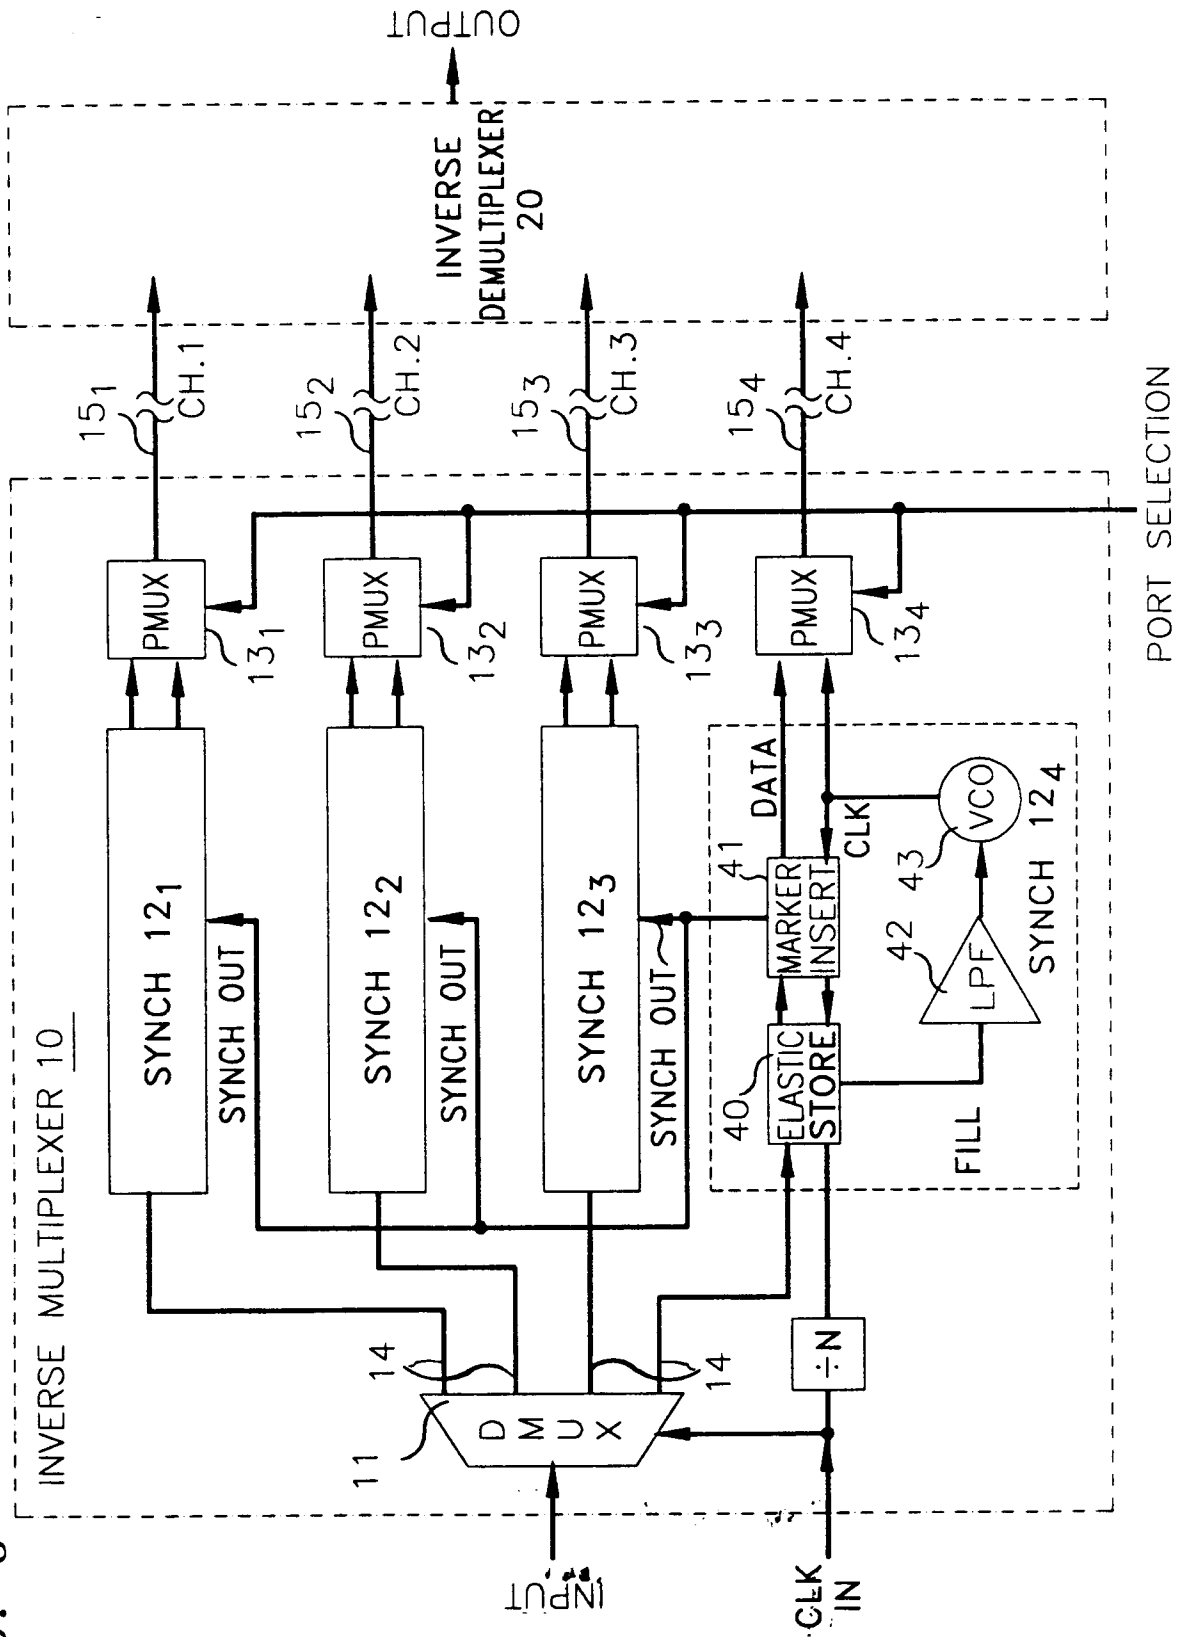 INVERSE MULTIPLEXER 10
INPUT
CLK
IN
11
DMUX
14
14
÷N
SYNCH 12₁
SYNCH OUT
SYNCH 12₂
SYNCH OUT
SYNCH 12₃
SYNCH OUT
40
ELASTIC
STORE
41
MARKER
INSERT
DATA
CLK
FILL
42
LPF
43
VCO
SYNCH 12₄
PMUX
13₁
PMUX
13₂
PMUX
13₃
PMUX
13₄
PORT SELECTION
15₁
CH.1
15₂
CH.2
15₃
CH.3
15₄
CH.4
INVERSE
DEMULTIPLEXER
20
OUTPUT